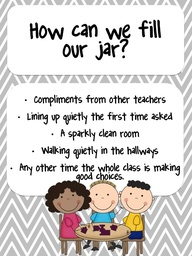 How can we fill
our jar?
• Compliments from other teachers
• Lining up quietly the first time asked
• A sparkly clean room
• Walking quietly in the hallways
• Any other time the whole class is making
good choices.